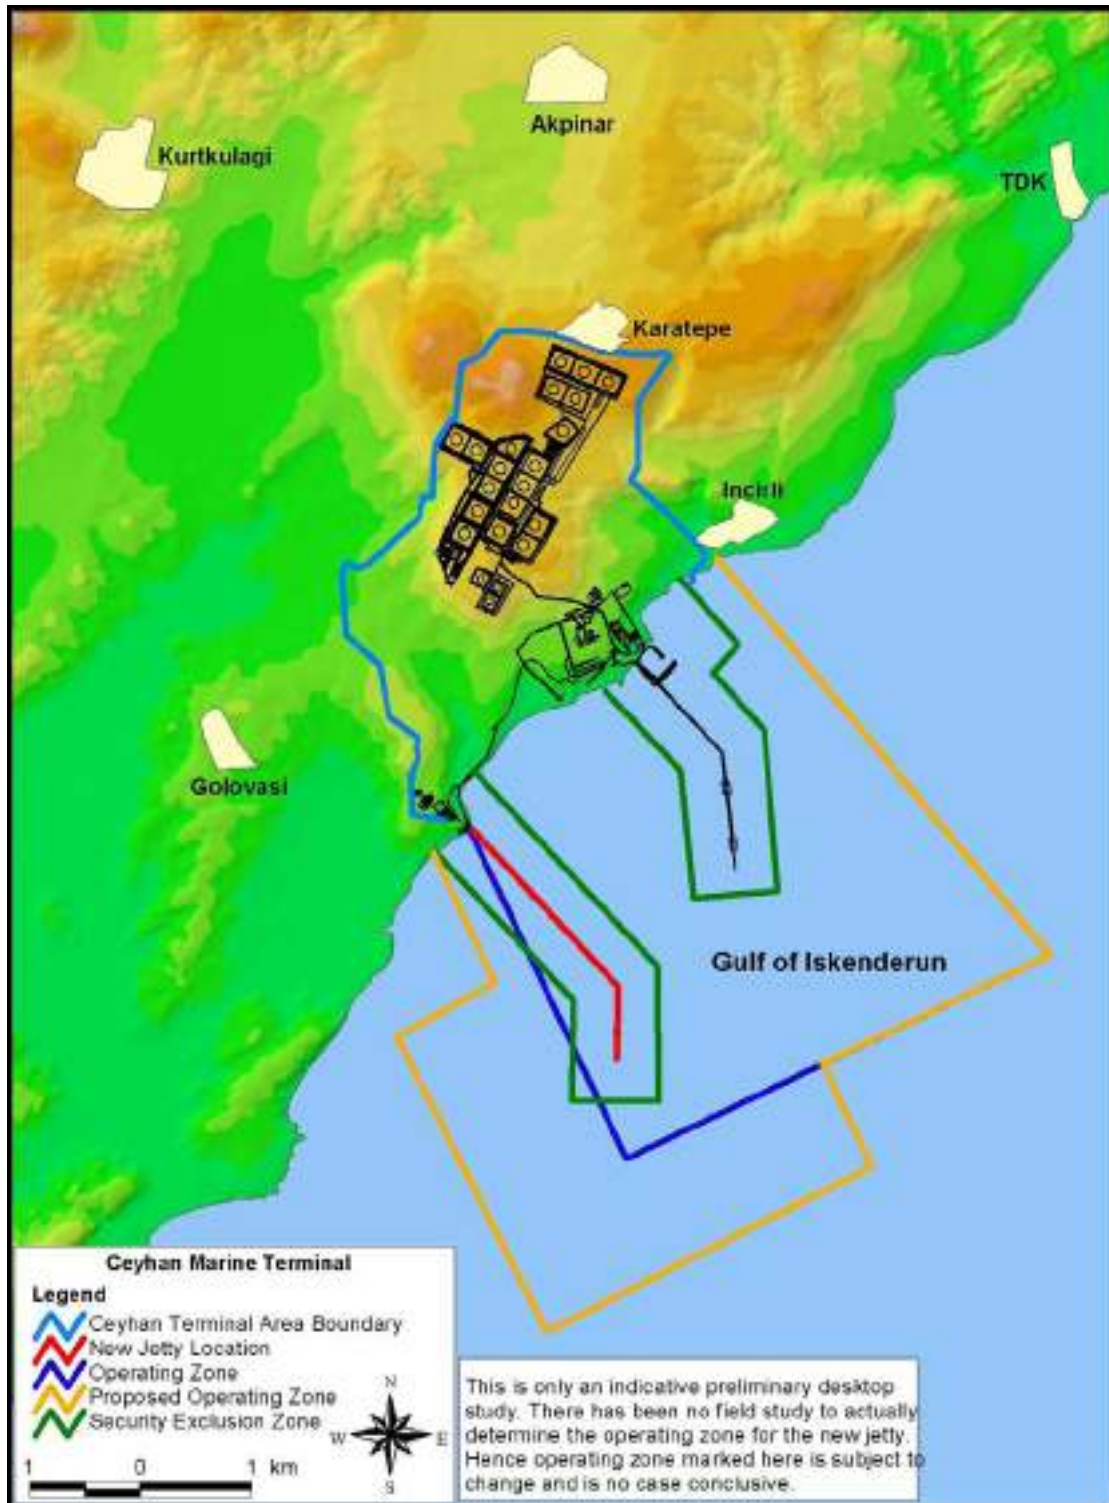 Akpinar
Kurtkulagi
TDK
Karatepe
Incirli
Golovasi
Gulf of Iskenderun
Ceyhan Marine Terminal
Legend
Ceyhan Terminal Area Boundary
New Jetty Location
Operating Zone
Proposed Operating Zone
Security Exclusion Zone
N
W E
S
1 0 1 km
This is only an indicative preliminary desktop
study. There has been no field study to actually
determine the operating zone for the new jetty.
Hence operating zone marked here is subject to
change and is no case conclusive.